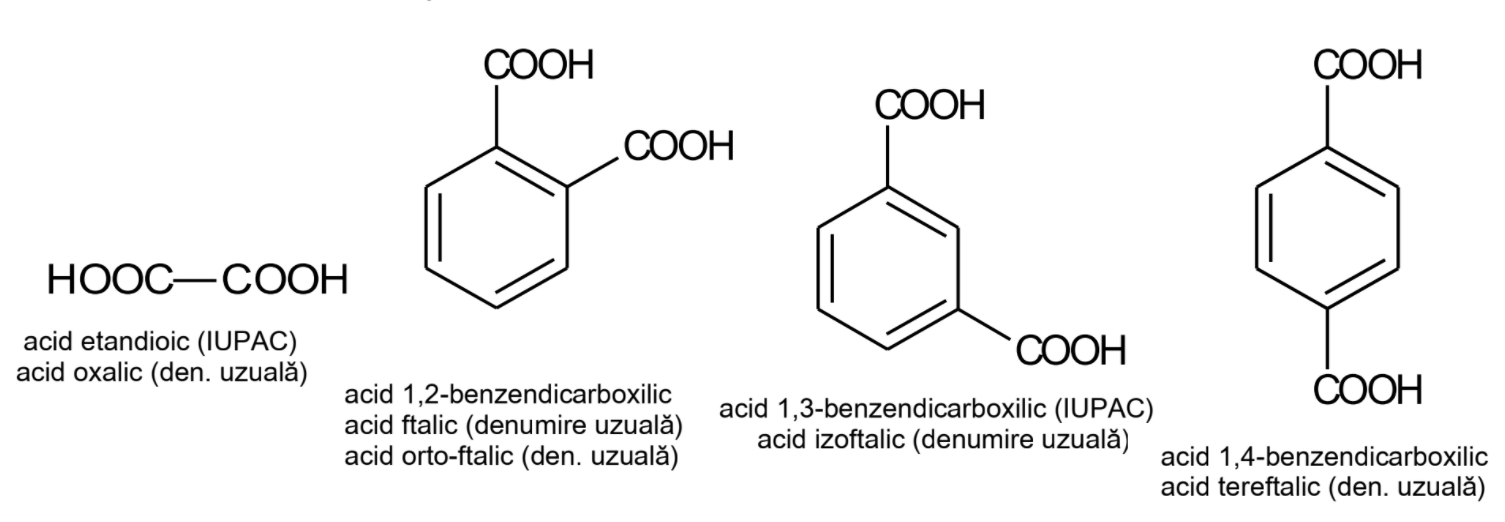 HOOC—COOH
acid etandioic (IUPAC)
acid oxalic (den. uzuală)
COOH
COOH
acid 1,2-benzendicarboxilic
acid ftalic (denumire uzuală)
acid orto-ftalic (den. uzuală)
COOH
COOH
acid 1,3-benzendicarboxilic (IUPAC)
acid izoftalic (denumire uzuală)
COOH
COOH
acid 1,4-benzendicarboxilic
acid tereftalic (den. uzuală)